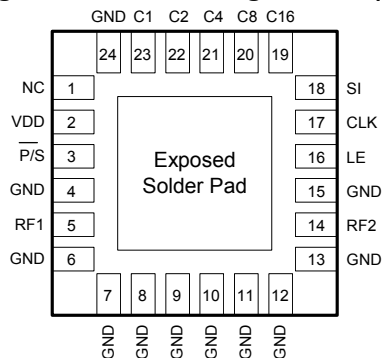 GND C1 C2 C4 C8 C16
24 23 22 21 20 19
NC 1 18 SI
VDD 2 17 CLK
P/S 3 16 LE
Exposed
Solder Pad
GND 4 15 GND
RF1 5 14 RF2
GND 6 13 GND
7 8 9 10 11 12
GND GND GND GND GND GND